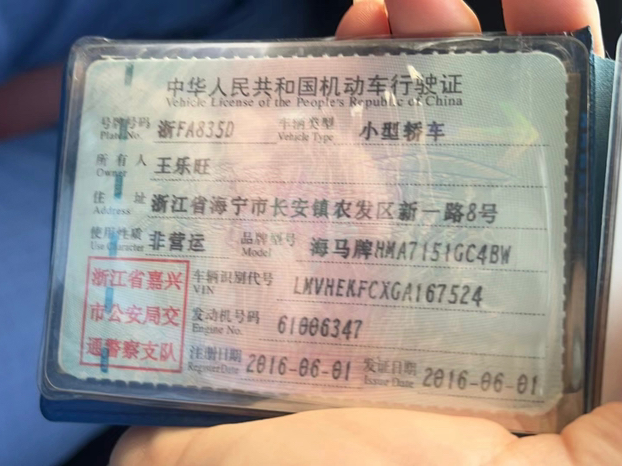 中华人民共和国机动车行驶证
Vehicle License of the People's Republic of China
号牌号码 浙FA835D 车辆类型 小型轿车
Plate No. Vehicle Type
所有人 王乐旺
Owner
住址 浙江省海宁市长安镇农发区新一路8号
Address
使用性质 非营运 品牌型号 海马牌HMA7151GC4BW
Use Character Model
浙江省嘉兴
市公安局交
通警察支队
车辆识别代号 LMVHEKFCXGA167524
VIN
发动机号码 61006347
Engine No.
注册日期 2016-06-01 发证日期 2016-06-01
Register Date Issue Date